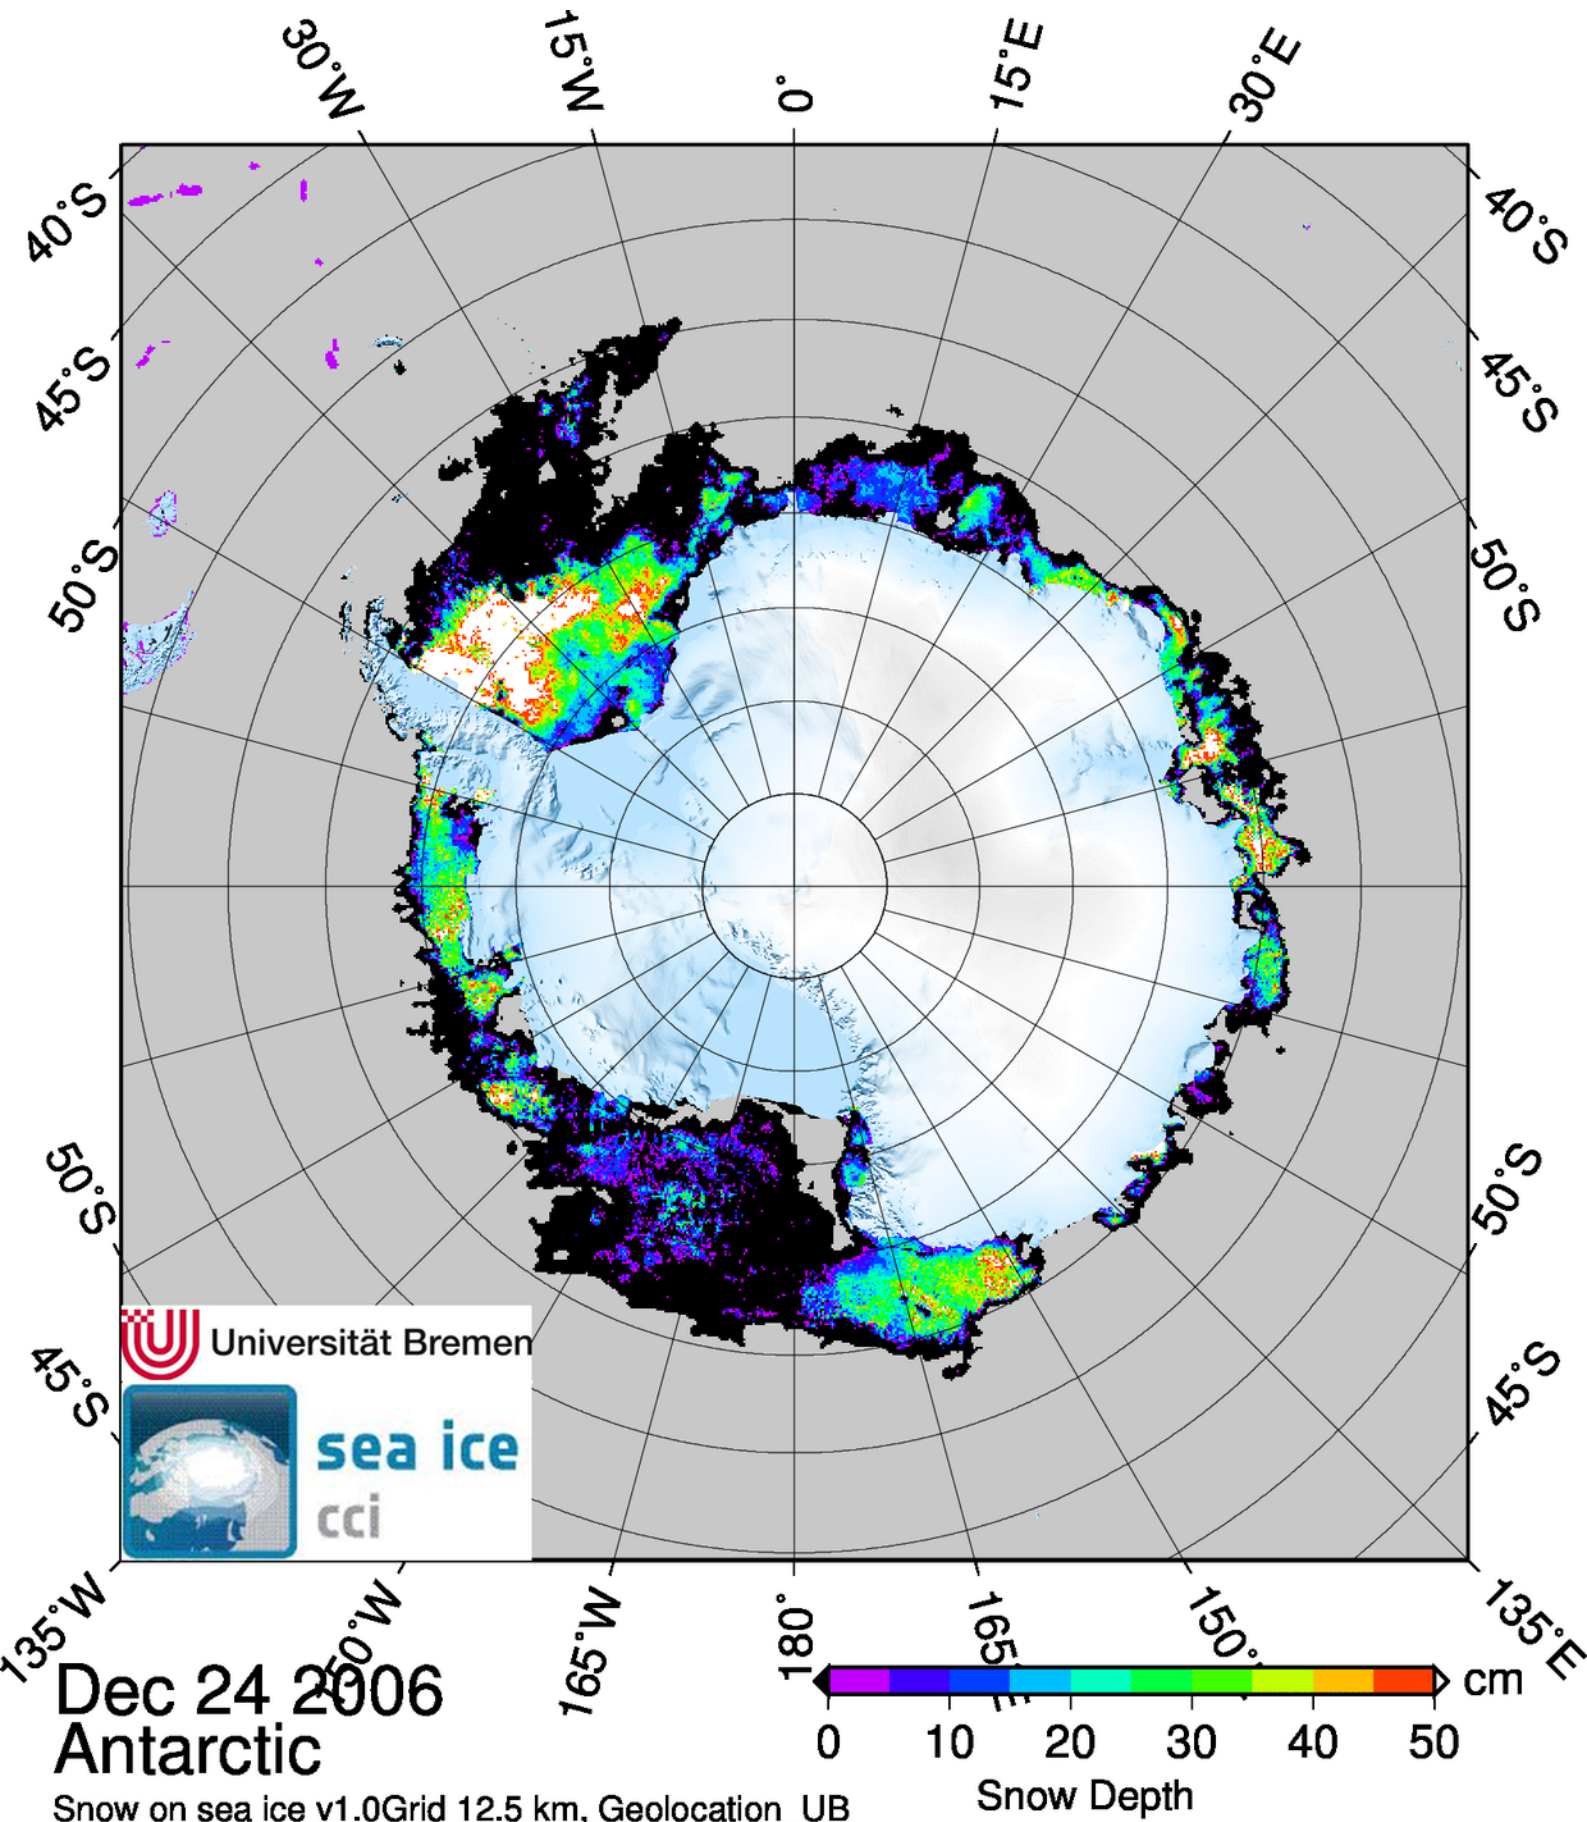 30°W 15°W 0° 15°E 30°E
40°S 40°S
45°S 45°S
50°S 50°S
50°S 50°S
45°S 45°S
Universität Bremen
sea ice
cci
135°W 165°W 180° 135°E
Dec 24 2006
Antarctic
Snow on sea ice v1.0Grid 12.5 km, Geolocation UB
cm
0 10 20 30 40 50
Snow Depth